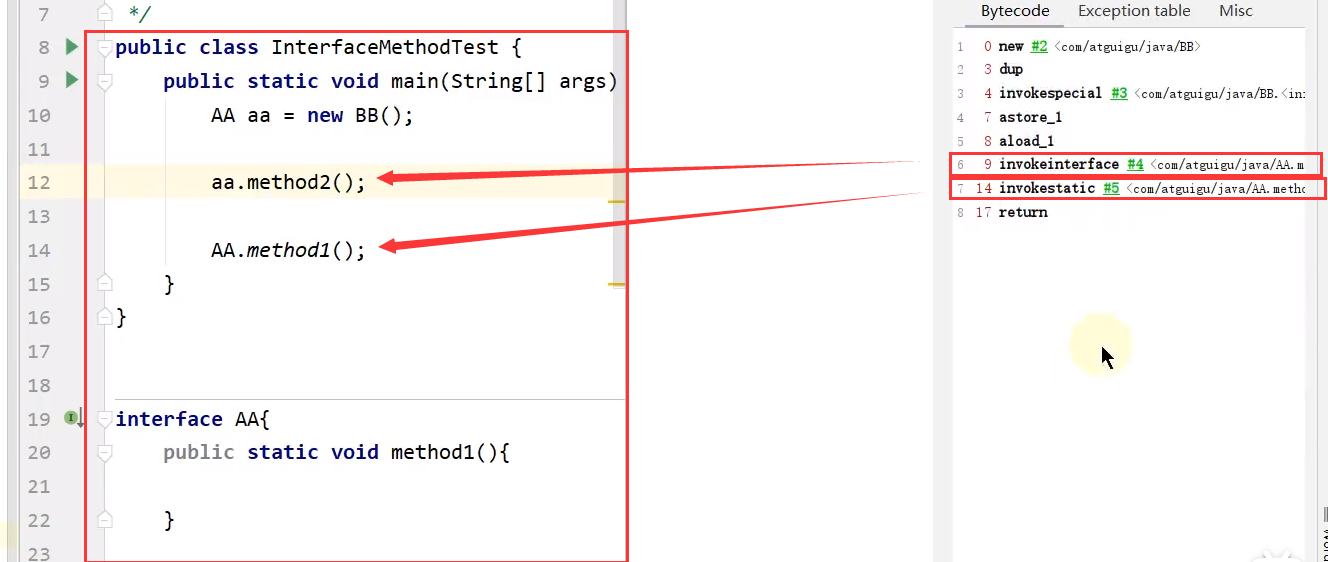 7 */
8 public class InterfaceMethodTest {
9 public static void main(String[] args)
10 AA aa = new BB();
11
12 aa.method2();
13
14 AA.method1();
15 }
16 }
17
18
19 interface AA{
20 public static void method1(){
21
22 }
23
Bytecode Exception table Misc
1 0 new #2 <com/atguigu/java/BB>
2 3 dup
3 4 invokespecial #3 <com/atguigu/java/BB.<in
4 7 astore_1
5 8 aload_1
6 9 invokeinterface #4 <com/atguigu/java/AA.m
7 14 invokestatic #5 <com/atguigu/java/AA.metho
8 17 return